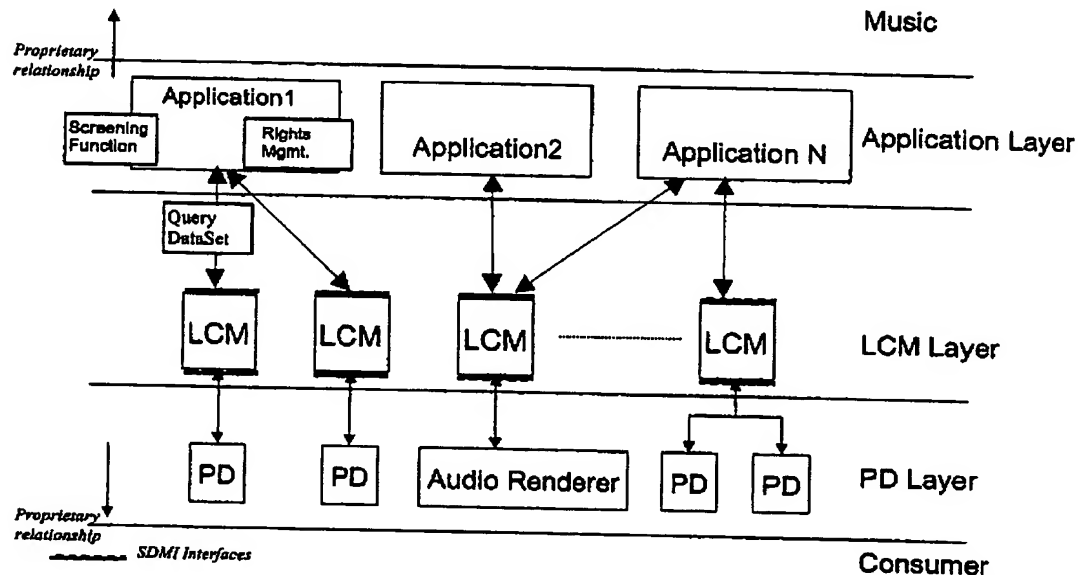 Music
Proprietary
relationship
Application1
Screening
Function
Rights
Mgmt.
Application2
Application N
Application Layer
Query
DataSet
LCM
LCM
LCM
LCM
LCM Layer
PD
PD
Audio Renderer
PD
PD
PD Layer
Proprietary
relationship
SDMI Interfaces
Consumer